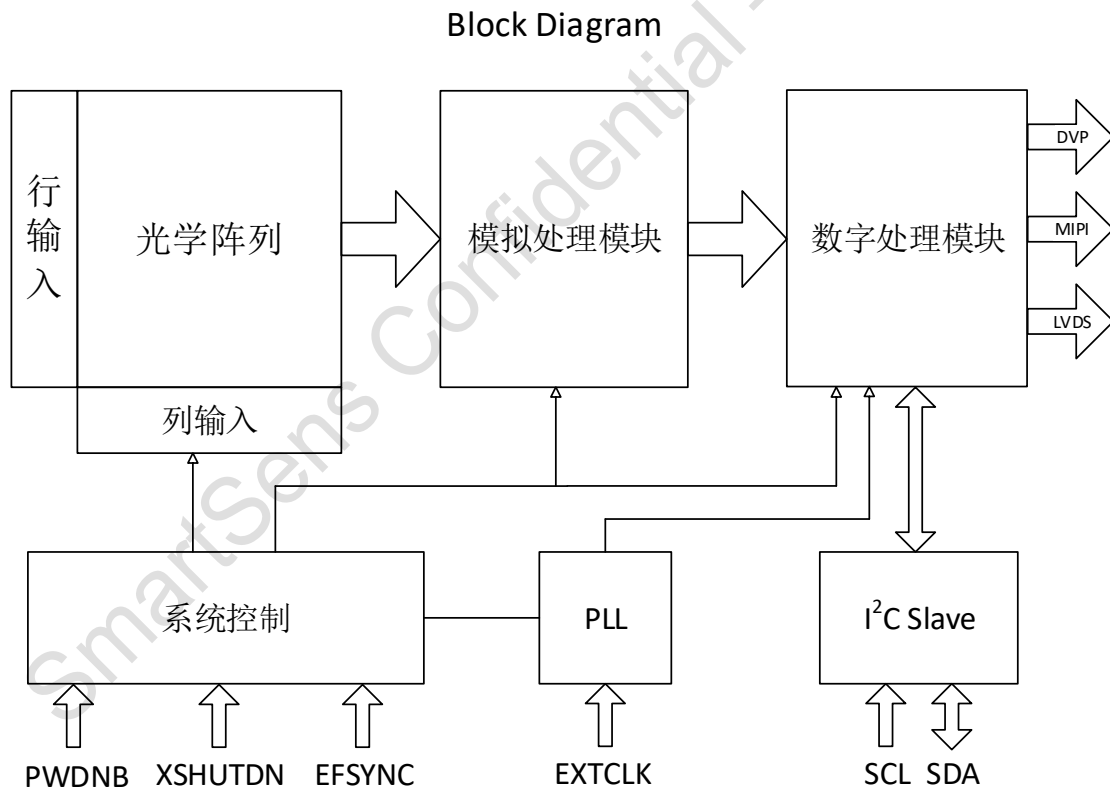 Block Diagram
行输入
光学阵列
模拟处理模块
数字处理模块
DVP
MIPI
LVDS
列输入
系统控制
PLL
I²C Slave
PWDNB
XSHUTDN
EFSYNC
EXTCLK
SCL
SDA
SmartSens Confidential -